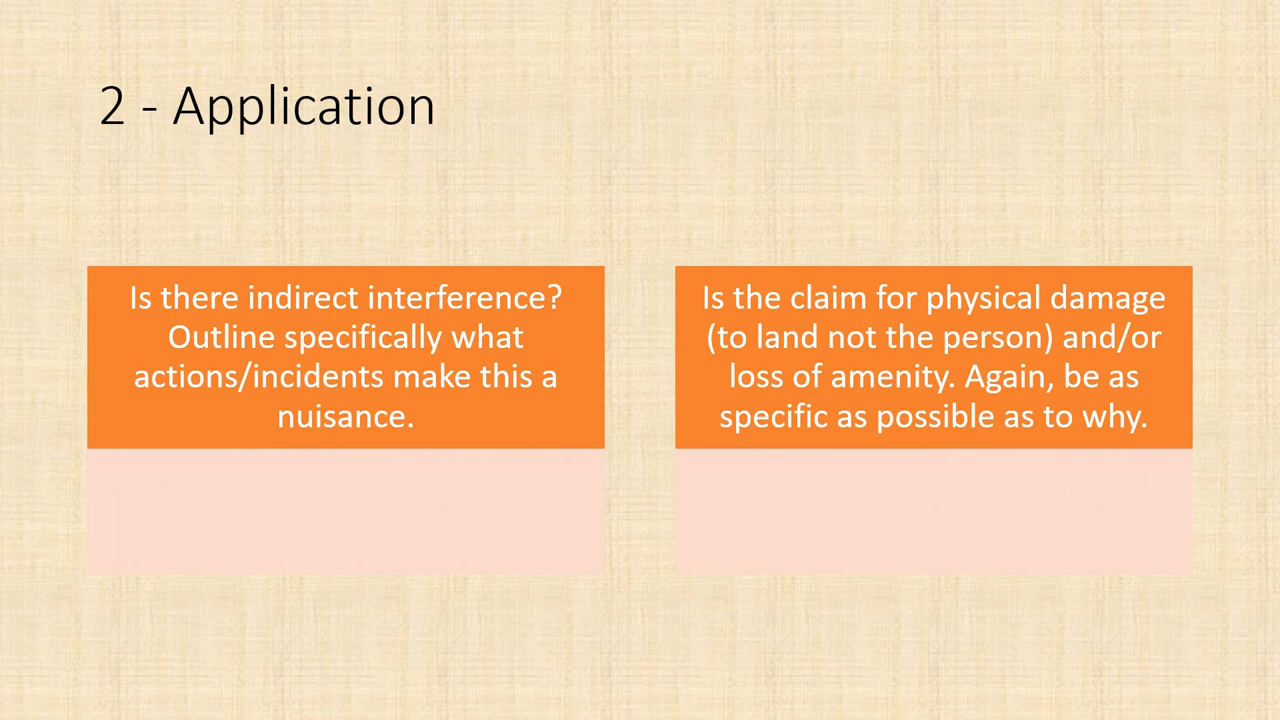 2 - Application
Is there indirect interference?
Outline specifically what
actions/incidents make this a
nuisance.
Is the claim for physical damage
(to land not the person) and/or
loss of amenity. Again, be as
specific as possible as to why.